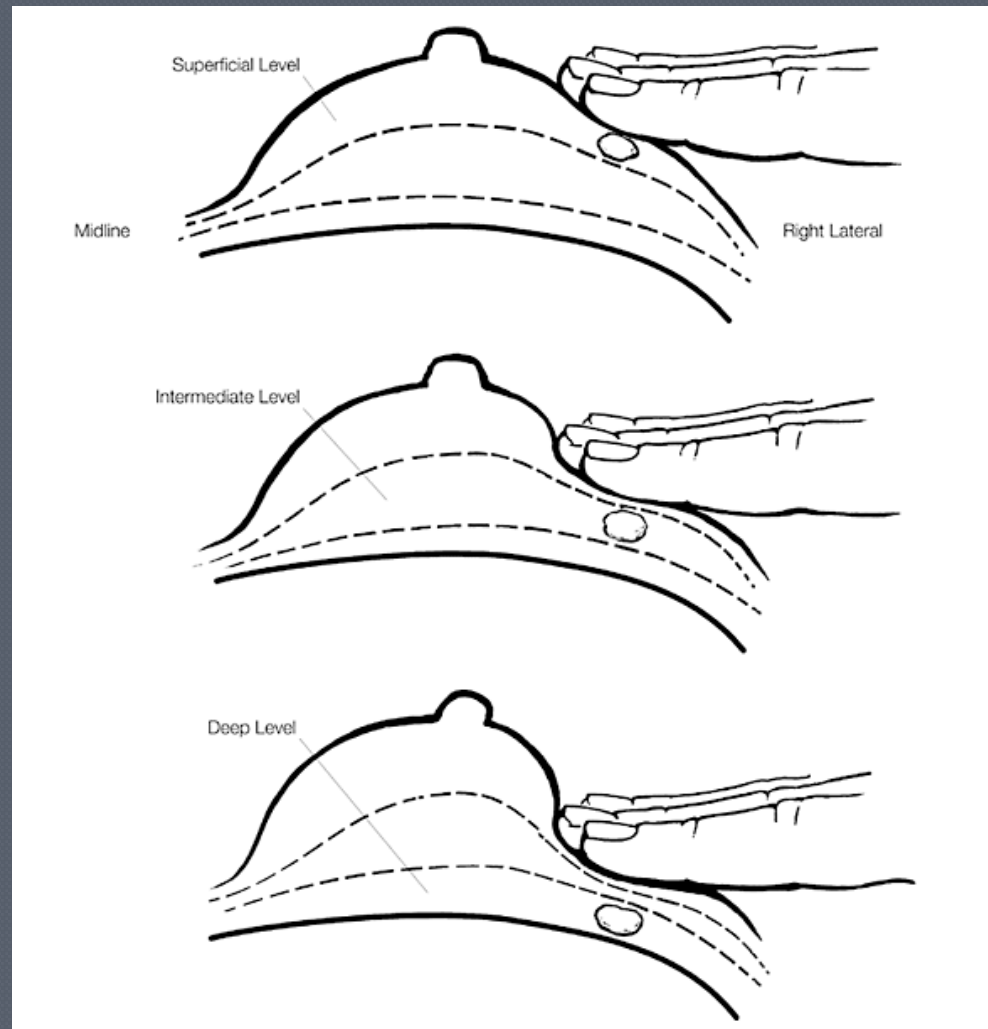 Superficial Level
Midline
Right Lateral
Intermediate Level
Deep Level